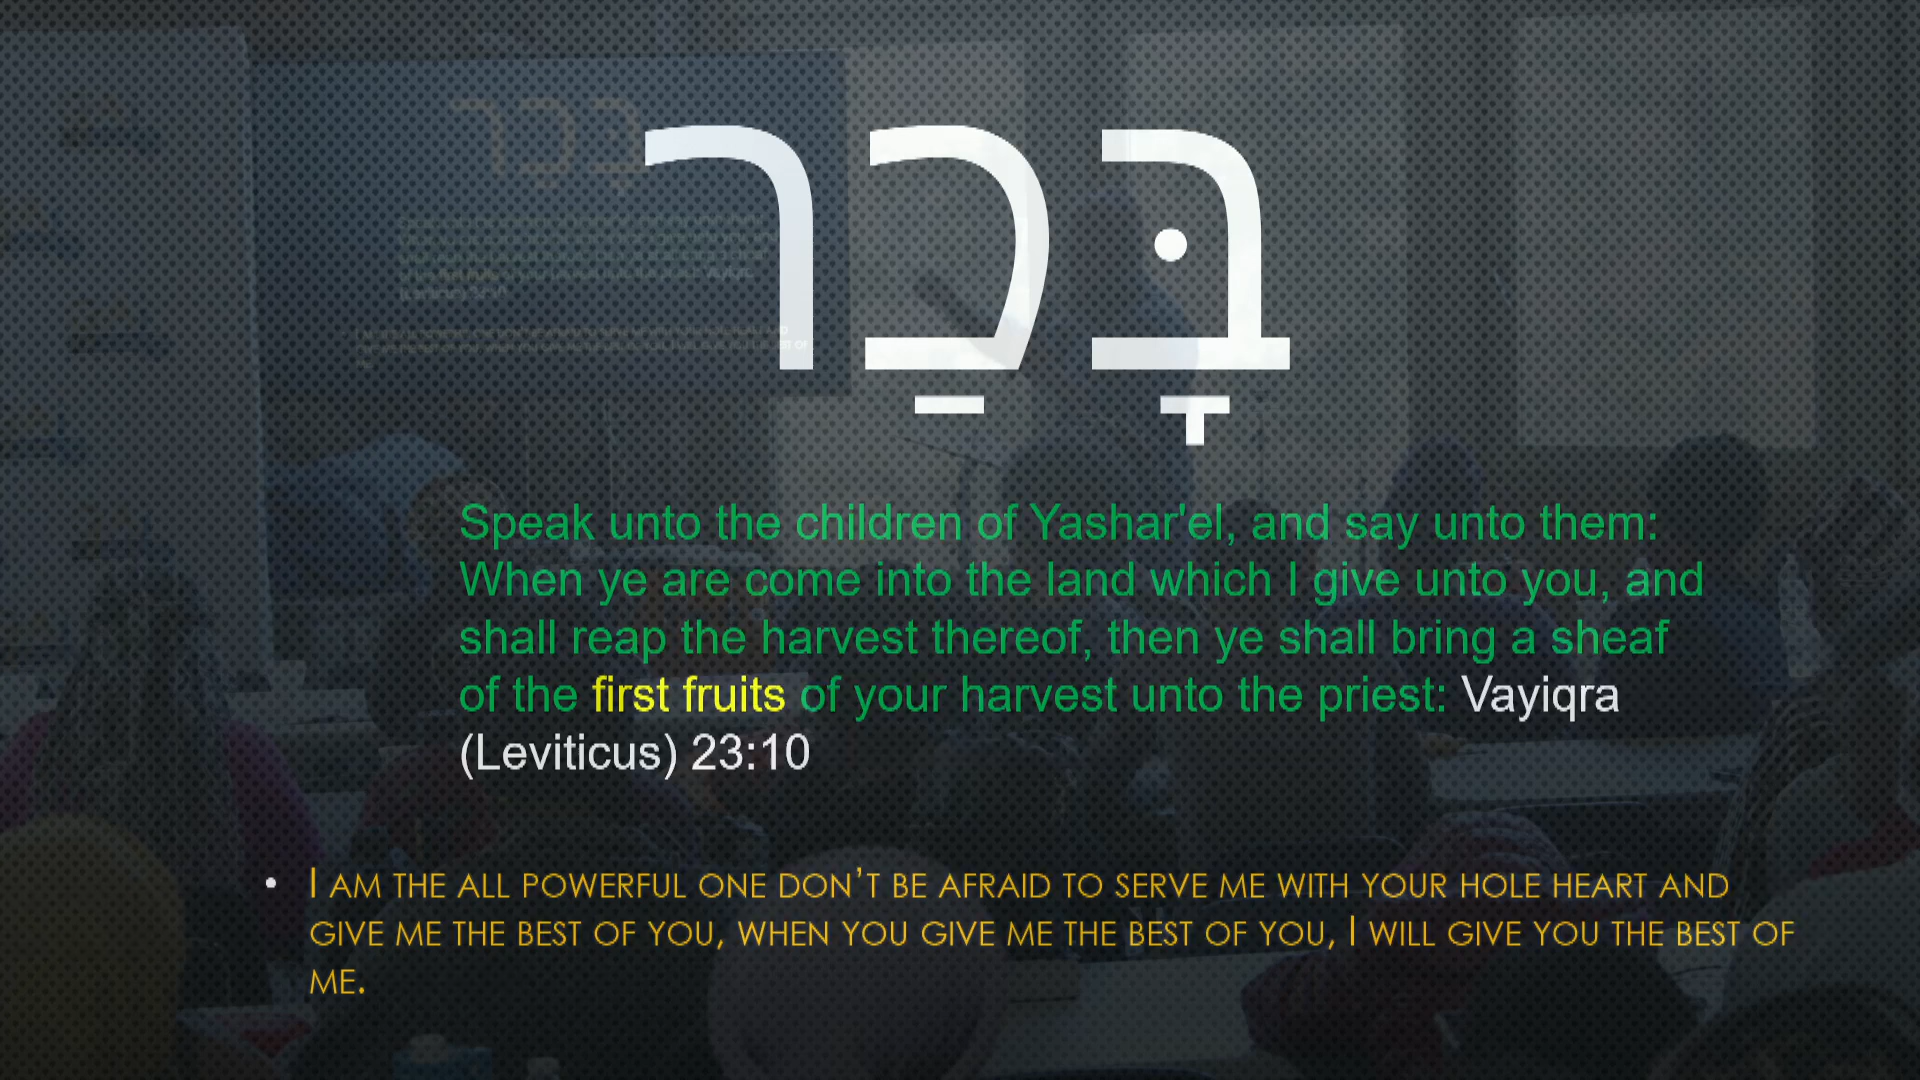 בָּכַר
Speak unto the children of Yashar'el, and say unto them:
When ye are come into the land which I give unto you, and
shall reap the harvest thereof, then ye shall bring a sheaf
of the first fruits of your harvest unto the priest: Vayiqra
(Leviticus) 23:10
• I AM THE ALL POWERFUL ONE DON’T BE AFRAID TO SERVE ME WITH YOUR HOLE HEART AND
GIVE ME THE BEST OF YOU, WHEN YOU GIVE ME THE BEST OF YOU, I WILL GIVE YOU THE BEST OF
ME.